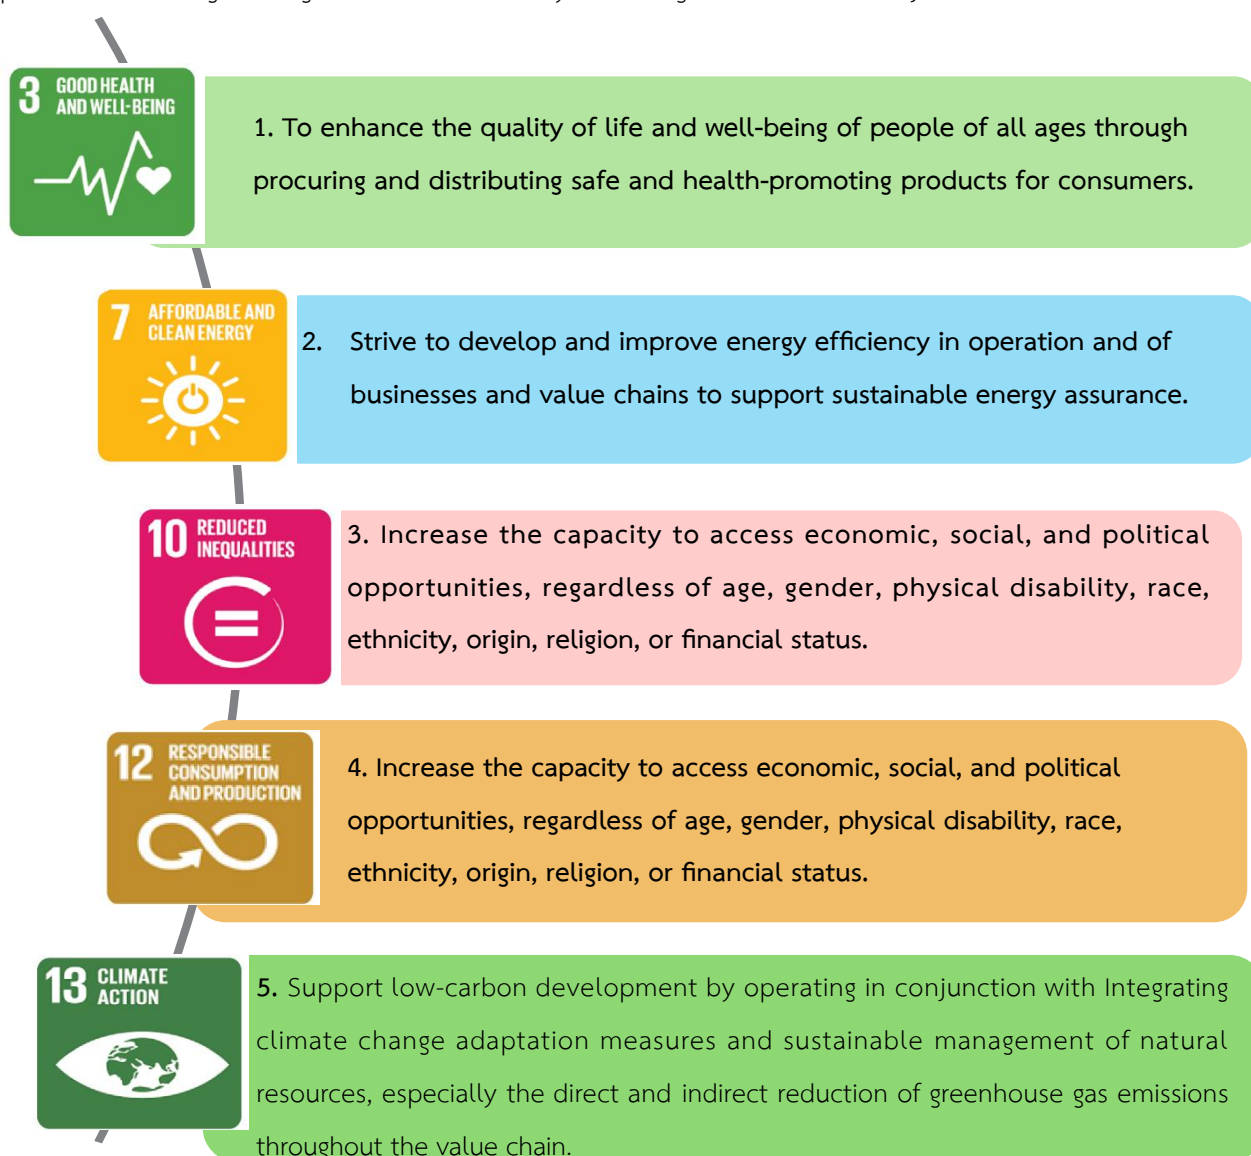 3 GOOD HEALTH
AND WELL-BEING
1. To enhance the quality of life and well-being of people of all ages through
procuring and distributing safe and health-promoting products for consumers.
7 AFFORDABLE AND
CLEAN ENERGY
2. Strive to develop and improve energy efficiency in operation and of
businesses and value chains to support sustainable energy assurance.
10 REDUCED
INEQUALITIES
3. Increase the capacity to access economic, social, and political
opportunities, regardless of age, gender, physical disability, race,
ethnicity, origin, religion, or financial status.
12 RESPONSIBLE
CONSUMPTION
AND PRODUCTION
4. Increase the capacity to access economic, social, and political
opportunities, regardless of age, gender, physical disability, race,
ethnicity, origin, religion, or financial status.
13 CLIMATE
ACTION
5. Support low-carbon development by operating in conjunction with Integrating
climate change adaptation measures and sustainable management of natural
resources, especially the direct and indirect reduction of greenhouse gas emissions
throughout the value chain.